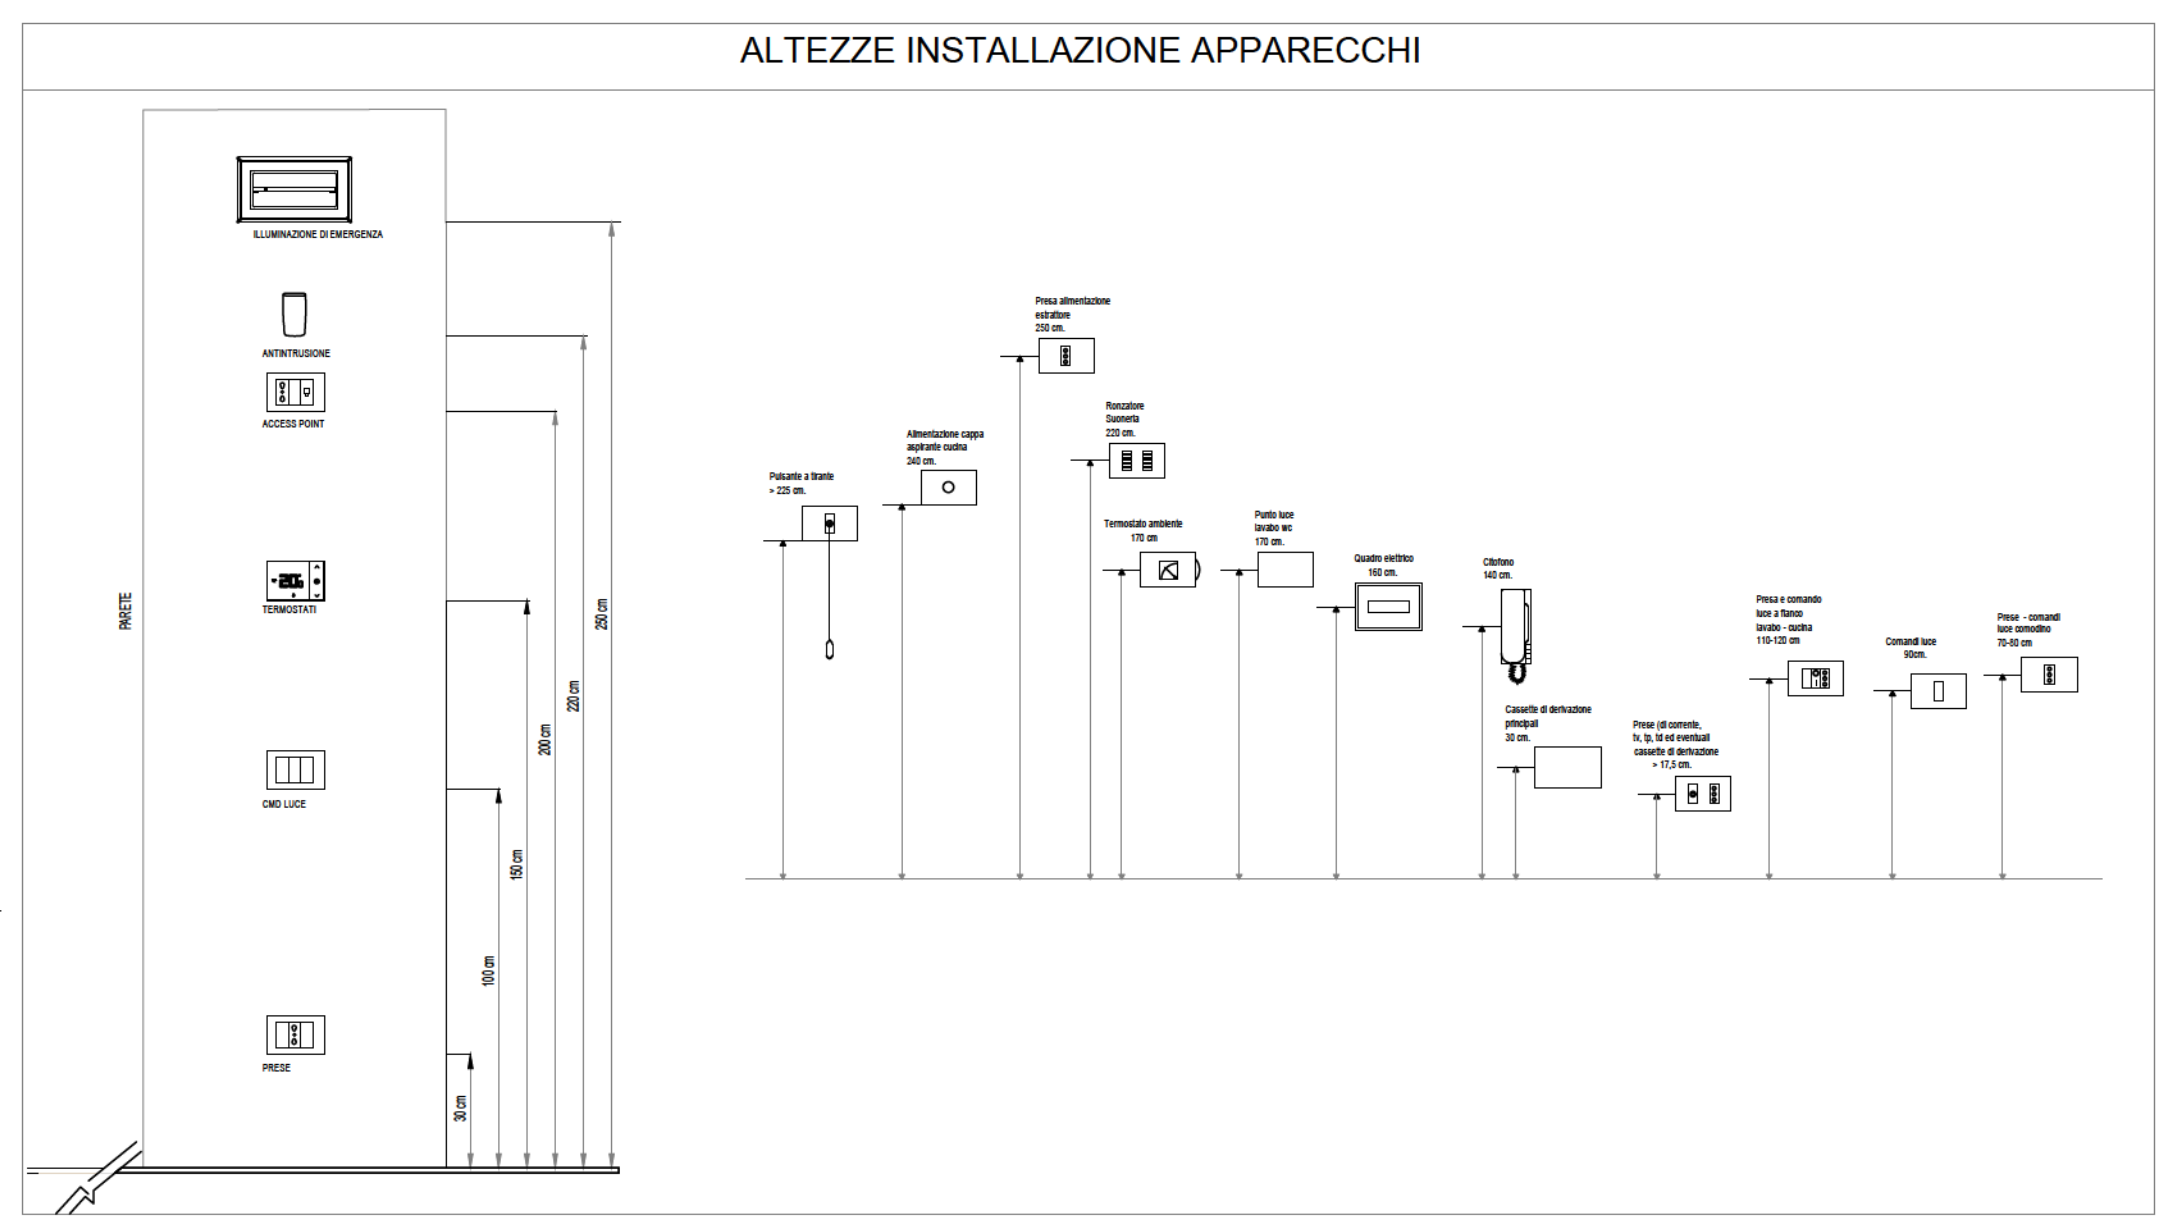 ALTEZZE INSTALLAZIONE APPARECCHI
ILLUMINAZIONE DI EMERGENZA
ANTINTRUSIONE
ACCESS POINT
TERMOSTATI
CMD LUCE
PRESE
PARETE
30 cm
100 cm
150 cm
200 cm
220 cm
250 cm
Pulsante a tirante
> 225 cm.
Alimentazione cappa
aspirante cucina
240 cm.
Presa alimentazione
estrattore
250 cm.
Ronzatore
Suoneria
220 cm.
Termostato ambiente
170 cm
Punto luce
lavabo wc
170 cm.
Quadro elettrico
160 cm.
Citofono
140 cm.
Cassette di derivazione
principali
30 cm.
Prese (di corrente,
tv, tp, td ed eventuali
cassette di derivazione
> 17,5 cm.
Presa e comando
luce a fianco
lavabo - cucina
110-120 cm
Comandi luce
90cm.
Prese - comandi
luce comodino
70-80 cm